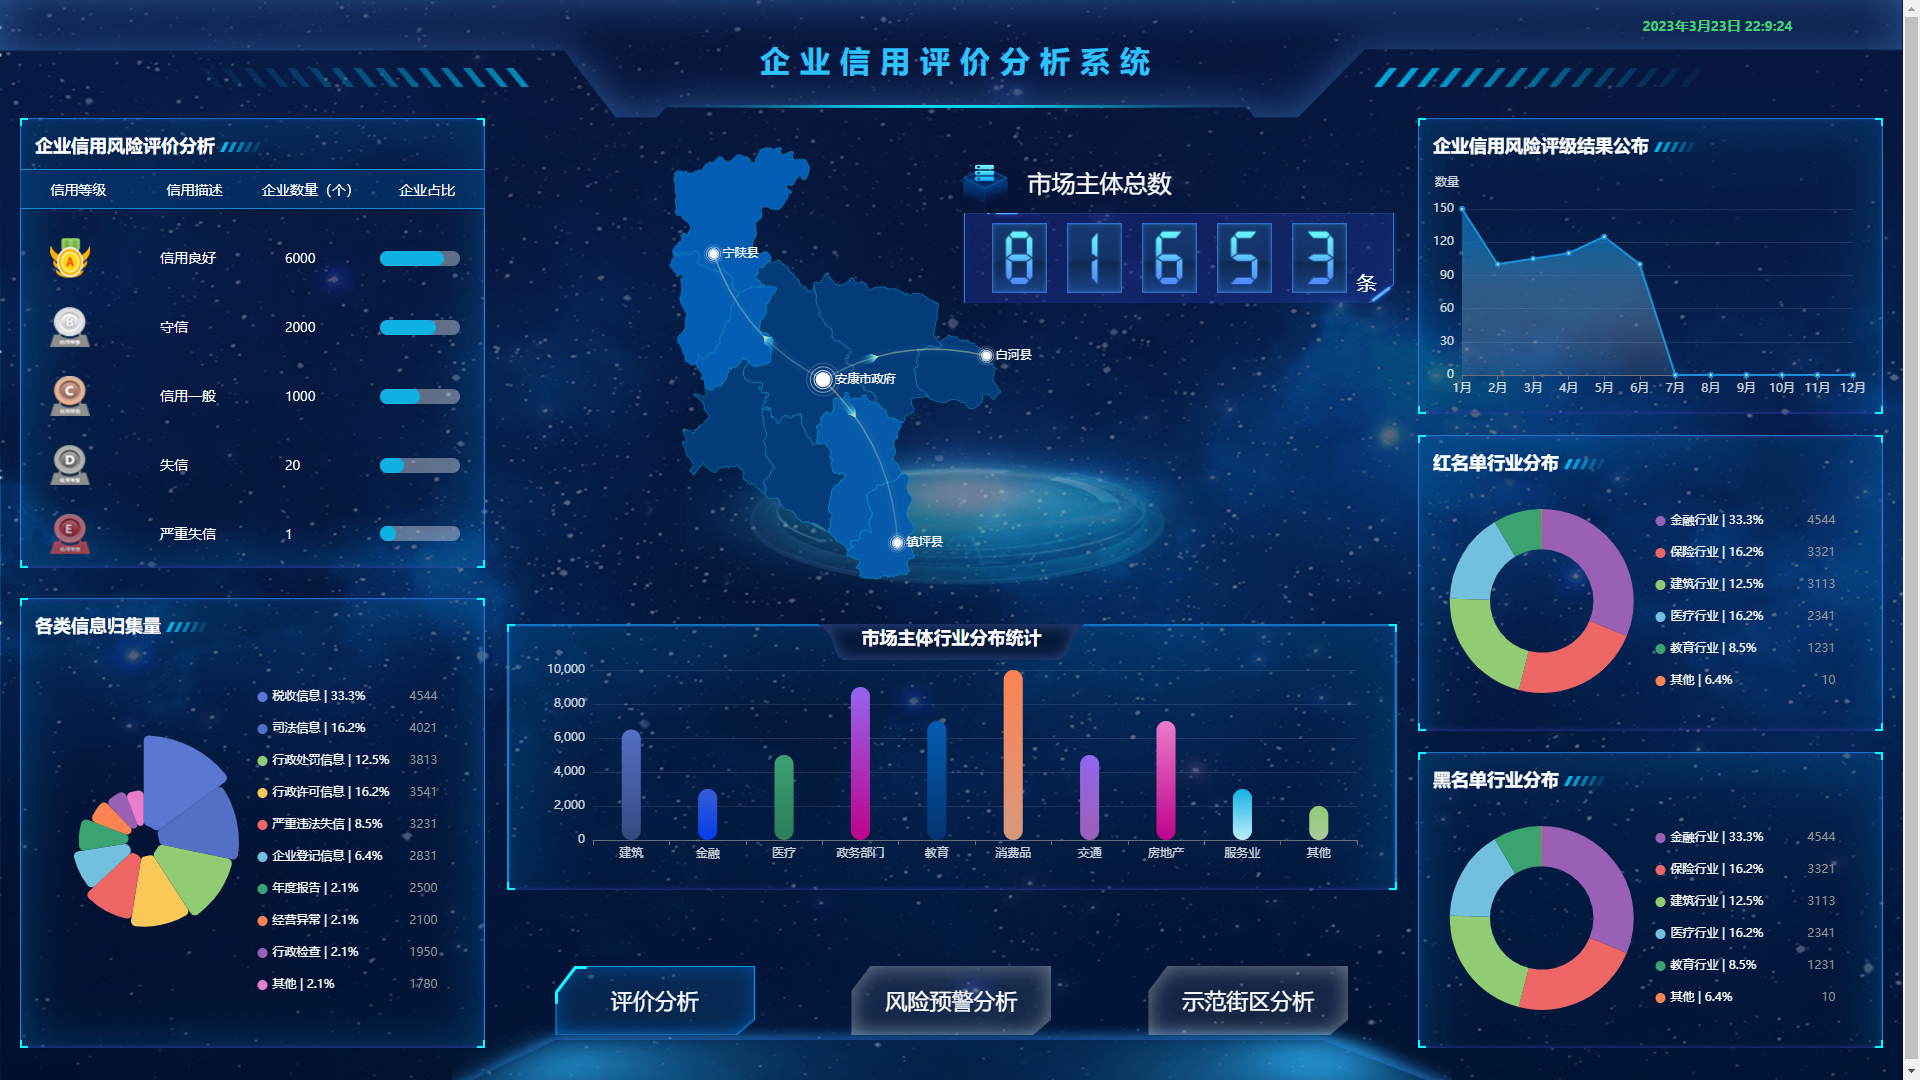 2023年3月23日 22:9:24
企业信用评价分析系统
企业信用风险评价分析
信用等级 信用描述 企业数量（个） 企业占比
A 信用良好 6000
B 守信 2000
C 信用一般 1000
D 失信 20
E 严重失信 1
各类信息归集量
税收信息 | 33.3% 4544
司法信息 | 16.2% 4021
行政处罚信息 | 12.5% 3813
行政许可信息 | 16.2% 3541
严重违法失信 | 8.5% 3231
企业登记信息 | 6.4% 2831
年度报告 | 2.1% 2500
经营异常 | 2.1% 2100
行政检查 | 2.1% 1950
其他 | 2.1% 1780
市场主体总数
81653 条
宁陕县
白河县
安康市政府
镇坪县
市场主体行业分布统计
10,000
8,000
6,000
4,000
2,000
0
建筑 金融 医疗 政务部门 教育 消费品 交通 房地产 服务业 其他
评价分析 风险预警分析 示范街区分析
企业信用风险评级结果公布
数量
150
120
90
60
30
0
1月 2月 3月 4月 5月 6月 7月 8月 9月 10月 11月 12月
红名单行业分布
金融行业 | 33.3% 4544
保险行业 | 16.2% 3321
建筑行业 | 12.5% 3113
医疗行业 | 16.2% 2341
教育行业 | 8.5% 1231
其他 | 6.4% 10
黑名单行业分布
金融行业 | 33.3% 4544
保险行业 | 16.2% 3321
建筑行业 | 12.5% 3113
医疗行业 | 16.2% 2341
教育行业 | 8.5% 1231
其他 | 6.4% 10